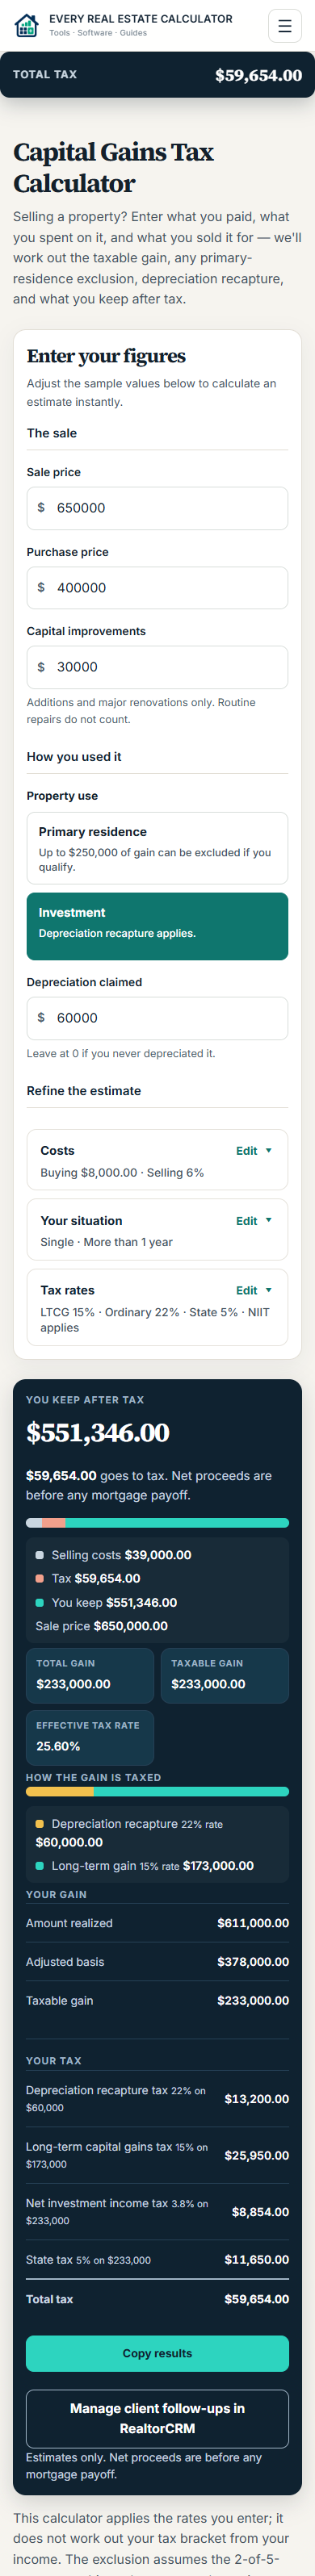 EVERY REAL ESTATE CALCULATOR
Tools · Software · Guides
TOTAL TAX $59,654.00
Capital Gains Tax
Calculator
Selling a property? Enter what you paid, what
you spent on it, and what you sold it for — we'll
work out the taxable gain, any primary-
residence exclusion, depreciation recapture,
and what you keep after tax.
Enter your figures
Adjust the sample values below to calculate an
estimate instantly.
The sale
Sale price
$ 650000
Purchase price
$ 400000
Capital improvements
$ 30000
Additions and major renovations only. Routine
repairs do not count.
How you used it
Property use
Primary residence
Up to $250,000 of gain can be excluded if you
qualify.
Investment
Depreciation recapture applies.
Depreciation claimed
$ 60000
Leave at 0 if you never depreciated it.
Refine the estimate
Costs Edit
Buying $8,000.00 · Selling 6%
Your situation Edit
Single · More than 1 year
Tax rates Edit
LTCG 15% · Ordinary 22% · State 5% · NIIT
applies
YOU KEEP AFTER TAX
$551,346.00
$59,654.00 goes to tax. Net proceeds are
before any mortgage payoff.
Selling costs $39,000.00
Tax $59,654.00
You keep $551,346.00
Sale price $650,000.00
TOTAL GAIN
$233,000.00
TAXABLE GAIN
$233,000.00
EFFECTIVE TAX RATE
25.60%
HOW THE GAIN IS TAXED
Depreciation recapture 22% rate
$60,000.00
Long-term gain 15% rate $173,000.00
YOUR GAIN
Amount realized $611,000.00
Adjusted basis $378,000.00
Taxable gain $233,000.00
YOUR TAX
Depreciation recapture tax 22% on
$60,000 $13,200.00
Long-term capital gains tax 15% on
$173,000 $25,950.00
Net investment income tax 3.8% on
$233,000 $8,854.00
State tax 5% on $233,000 $11,650.00
Total tax $59,654.00
Copy results
Manage client follow-ups in
RealtorCRM
Estimates only. Net proceeds are before any
mortgage payoff.
This calculator applies the rates you enter; it
does not work out your tax bracket from your
income. The exclusion assumes the 2-of-5-